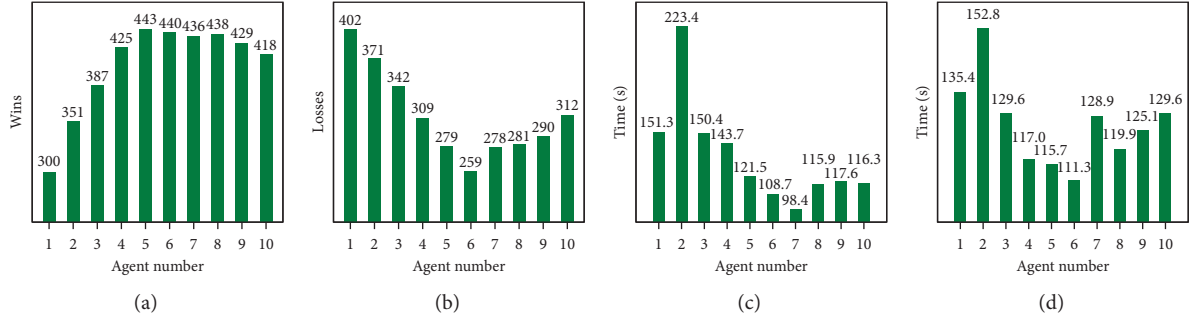 Wins
300
351
387
425
443
440
436
438
429
418
1 2 3 4 5 6 7 8 9 10
Agent number
(a)
Losses
402
371
342
309
279
259
278
281
290
312
1 2 3 4 5 6 7 8 9 10
Agent number
(b)
Time (s)
151.3
223.4
150.4
143.7
121.5
108.7
98.4
115.9
117.6
116.3
1 2 3 4 5 6 7 8 9 10
Agent number
(c)
Time (s)
135.4
152.8
129.6
117.0
115.7
111.3
128.9
119.9
125.1
129.6
1 2 3 4 5 6 7 8 9 10
Agent number
(d)